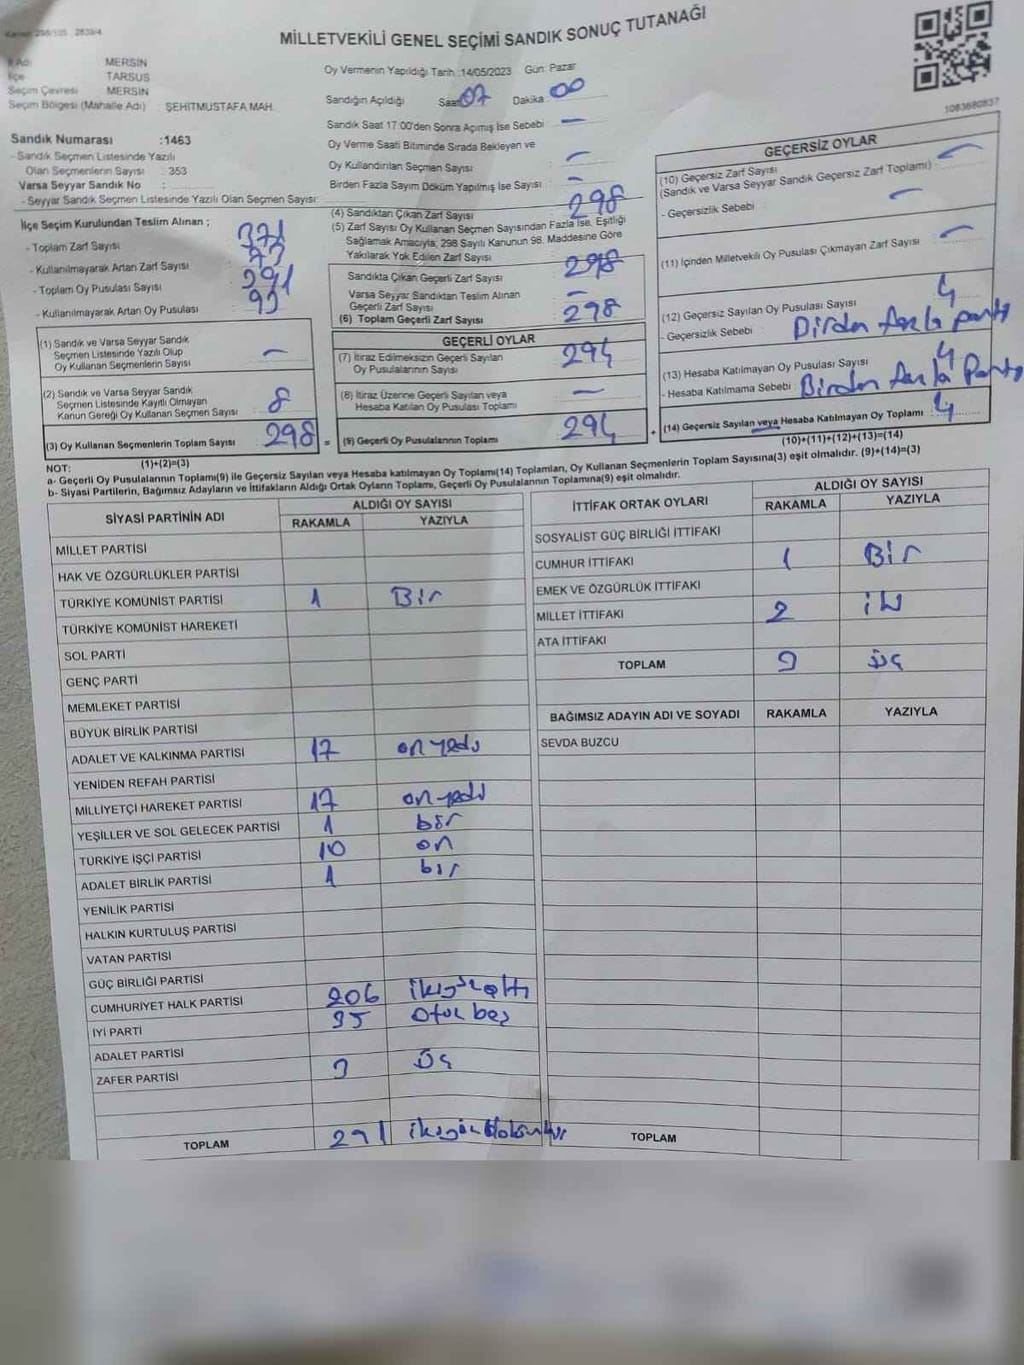 Kanun 298/105 2839/4
MİLLETVEKİLİ GENEL SEÇİMİ SANDIK SONUÇ TUTANAĞI
İl Adı MERSİN
İlçe TARSUS
Seçim Çevresi MERSİN
Seçim Bölgesi (Mahalle Adı) : ŞEHİTMUSTAFA MAH.
Sandık Numarası :1463
- Sandık Seçmen Listesinde Yazılı
Olan Seçmenlerin Sayısı : 353
Varsa Seyyar Sandık No :
- Seyyar Sandık Seçmen Listesinde Yazılı Olan Seçmen Sayısı:
Oy Vermenin Yapıldığı Tarih :14/05/2023 Gün: Pazar
Sandığın Açıldığı Saat 07 Dakika 00
Sandık Saat 17:00'den Sonra Açımış İse Sebebi : —
Oy Verme Saati Bitiminde Sırada Bekleyen ve
Oy Kullandırılan Seçmen Sayısı : —
Birden Fazla Sayım Döküm Yapılmış İse Sayısı : —
1083680837
İlçe Seçim Kurulundan Teslim Alınan ;
- Toplam Zarf Sayısı : 371
- Kullanılmayarak Artan Zarf Sayısı : 73
- Toplam Oy Pusulası Sayısı : 391
- Kullanılmayarak Artan Oy Pusulası : 93
(1) Sandık ve Varsa Seyyar Sandık
Seçmen Listesinde Yazılı Olup
Oy Kullanan Seçmenlerin Sayısı —
(2) Sandık ve Varsa Seyyar Sandık
Seçmen Listesinde Kayıtlı Olmayan
Kanun Gereği Oy Kullanan Seçmen Sayısı : 8
(3) Oy Kullanan Seçmenlerin Toplam Sayısı 298 =
(1)+(2)=(3)
(4) Sandıktan Çıkan Zarf Sayısı : 298
(5) Zarf Sayısı Oy Kullanan Seçmen Sayısından Fazla İse, Eşitliği
Sağlamak Amacıyla, 298 Sayılı Kanunun 98. Maddesine Göre
Yakılarak Yok Edilen Zarf Sayısı :
Sandıkta Çıkan Geçerli Zarf Sayısı : 298
Varsa Seyyar Sandıktan Teslim Alınan
Geçerli Zarf Sayısı : —
(6) Toplam Geçerli Zarf Sayısı : 298
GEÇERLİ OYLAR
(7) İtiraz Edilmeksizin Geçerli Sayılan
Oy Pusulalarının Sayısı : 294
(8) İtiraz Üzerine Geçerli Sayılan veya
Hesaba Katılan Oy Pusulası Toplamı : —
(9) Geçerli Oy Pusulalarının Toplamı 294 +
GEÇERSİZ OYLAR
(10) Geçersiz Zarf Sayısı
(Sandık ve Varsa Seyyar Sandık Geçersiz Zarf Toplamı) : —
- Geçersizlik Sebebi : —
(11) İçinden Milletvekili Oy Pusulası Çıkmayan Zarf Sayısı : —
(12) Geçersiz Sayılan Oy Pusulası Sayısı : 4
- Geçersizlik Sebebi : Birden fazla parti
(13) Hesaba Katılmayan Oy Pusulası Sayısı : 4
- Hesaba Katılmama Sebebi : Birden fazla Parti
(14) Geçersiz Sayılan veya Hesaba Katılmayan Oy Toplamı : 4
(10)+(11)+(12)+(13)=(14)
NOT:
a- Geçerli Oy Pusulalarının Toplamı(9) ile Geçersiz Sayılan veya Hesaba katılmayan Oy Toplamı(14) Toplamları, Oy Kullanan Seçmenlerin Toplam Sayısına(3) eşit olmalıdır. (9)+(14)=(3)
b- Siyasi Partilerin, Bağımsız Adayların ve İttifakların Aldığı Ortak Oyların Toplamı, Geçerli Oy Pusulalarının Toplamına(9) eşit olmalıdır.
SİYASİ PARTİNİN ADI ALDIĞI OY SAYISI
RAKAMLA YAZIYLA
MİLLET PARTİSİ
HAK VE ÖZGÜRLÜKLER PARTİSİ
TÜRKİYE KOMÜNİST PARTİSİ 1 Bir
TÜRKİYE KOMÜNİST HAREKETİ
SOL PARTİ
GENÇ PARTİ
MEMLEKET PARTİSİ
BÜYÜK BİRLİK PARTİSİ
ADALET VE KALKINMA PARTİSİ 17 on yedi
YENİDEN REFAH PARTİSİ
MİLLİYETÇİ HAREKET PARTİSİ 17 on yedi
YEŞİLLER VE SOL GELECEK PARTİSİ 1 bir
TÜRKİYE İŞÇİ PARTİSİ 10 on
ADALET BİRLİK PARTİSİ 1 bir
YENİLİK PARTİSİ
HALKIN KURTULUŞ PARTİSİ
VATAN PARTİSİ
GÜÇ BİRLİĞİ PARTİSİ
CUMHURİYET HALK PARTİSİ 206 ikiyüzaltı
İYİ PARTİ 35 otuz beş
ADALET PARTİSİ
ZAFER PARTİSİ 3 üç
TOPLAM 291
İTTİFAK ORTAK OYLARI ALDIĞI OY SAYISI
RAKAMLA YAZIYLA
SOSYALIST GÜÇ BİRLİĞİ İTTİFAKI
CUMHUR İTTİFAKI 1 Bir
EMEK VE ÖZGÜRLÜK İTTİFAKI
MİLLET İTTİFAKI 2 iki
ATA İTTİFAKI
TOPLAM 3 üç
BAĞIMSIZ ADAYIN ADI VE SOYADI RAKAMLA YAZIYLA
SEVDA BUZCU
TOPLAM